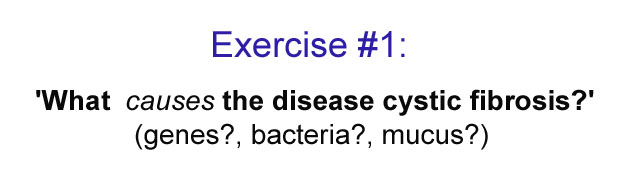 Exercise #1:
'What causes the disease cystic fibrosis?'
(genes?, bacteria?, mucus?)